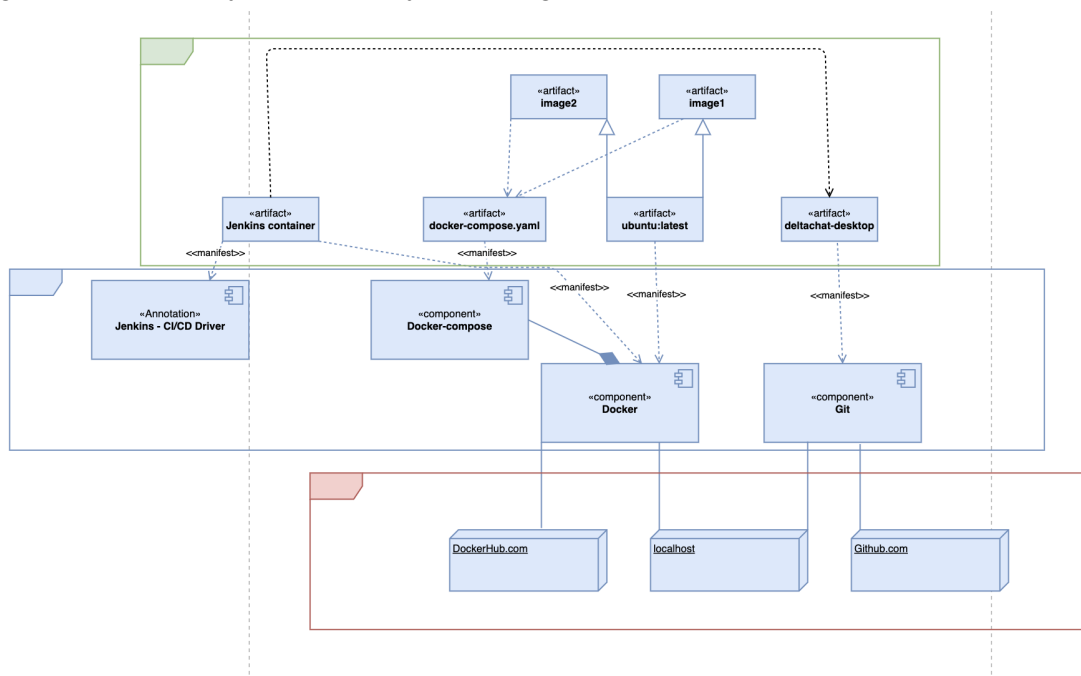 «artifact»
image2
«artifact»
image1
«artifact»
Jenkins container
«artifact»
docker-compose.yaml
«artifact»
ubuntu:latest
«artifact»
deltachat-desktop
<<manifest>>
<<manifest>>
<<manifest>>
<<manifest>>
<<manifest>>
«Annotation»
Jenkins - CI/CD Driver
«component»
Docker-compose
«component»
Docker
«component»
Git
DockerHub.com
localhost
Github.com